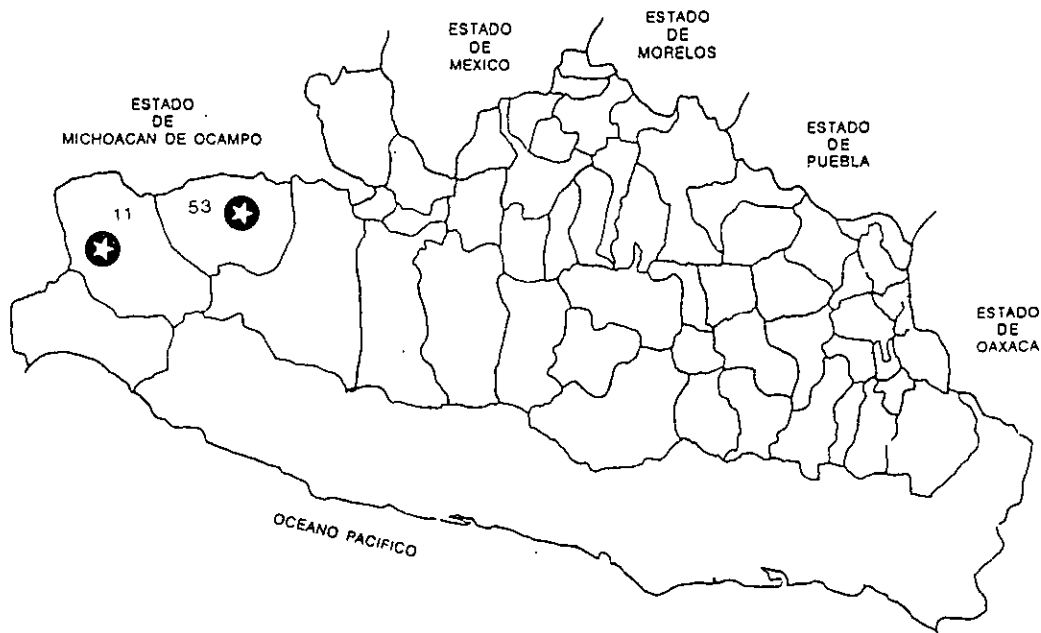 ESTADO
DE
MEXICO
ESTADO
DE
MORELOS
ESTADO
DE
MICHOACAN DE OCAMPO
ESTADO
DE
PUEBLA
11
53
ESTADO
DE
OAXACA
OCEANO PACIFICO